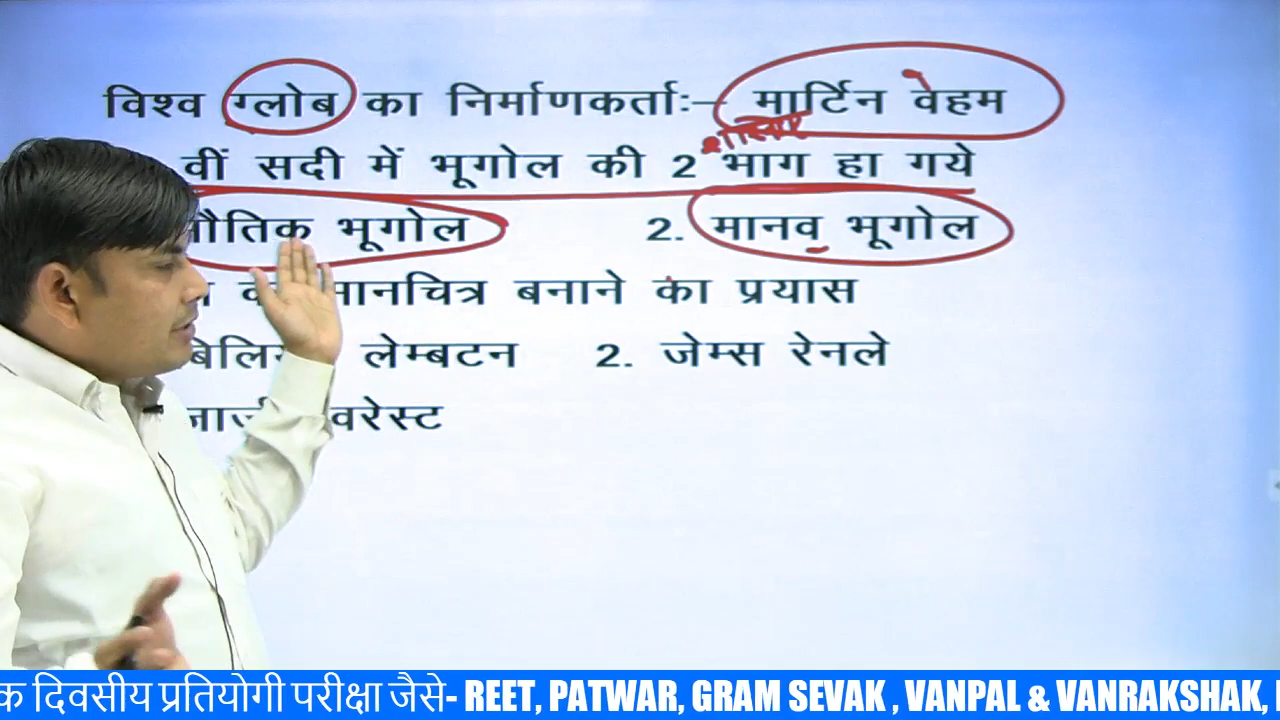 विश्व ग्लोब का निर्माणकर्ताः– मार्टिन वेहम
वीं सदी में भूगोल की 2 भाग हा गये
भौतिक भूगोल 2. मानव भूगोल
मानचित्र बनाने का प्रयास
लेम्बटन 2. जेम्स रेनले
वरेस्ट
क दिवसीय प्रतियोगी परीक्षा जैसे- REET, PATWAR, GRAM SEVAK , VANPAL & VANRAKSHAK,